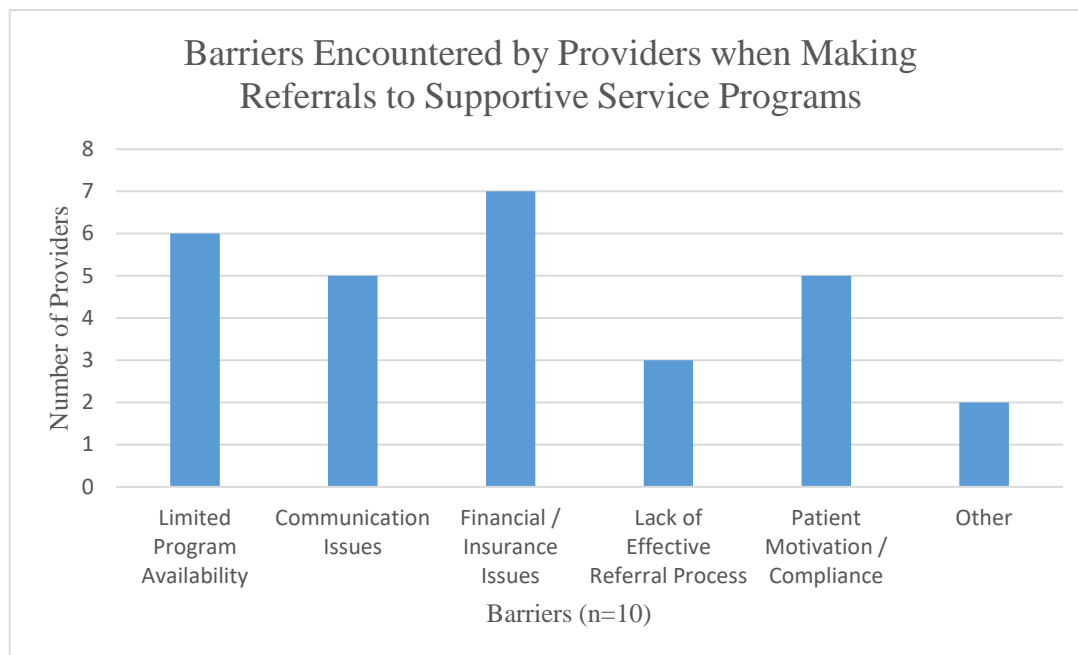 Barriers Encountered by Providers when Making
Referrals to Supportive Service Programs
Number of Providers
8
7
6
5
4
3
2
1
0
Limited
Program
Availability
Communication
Issues
Financial /
Insurance
Issues
Lack of
Effective
Referral Process
Patient
Motivation /
Compliance
Other
Barriers (n=10)